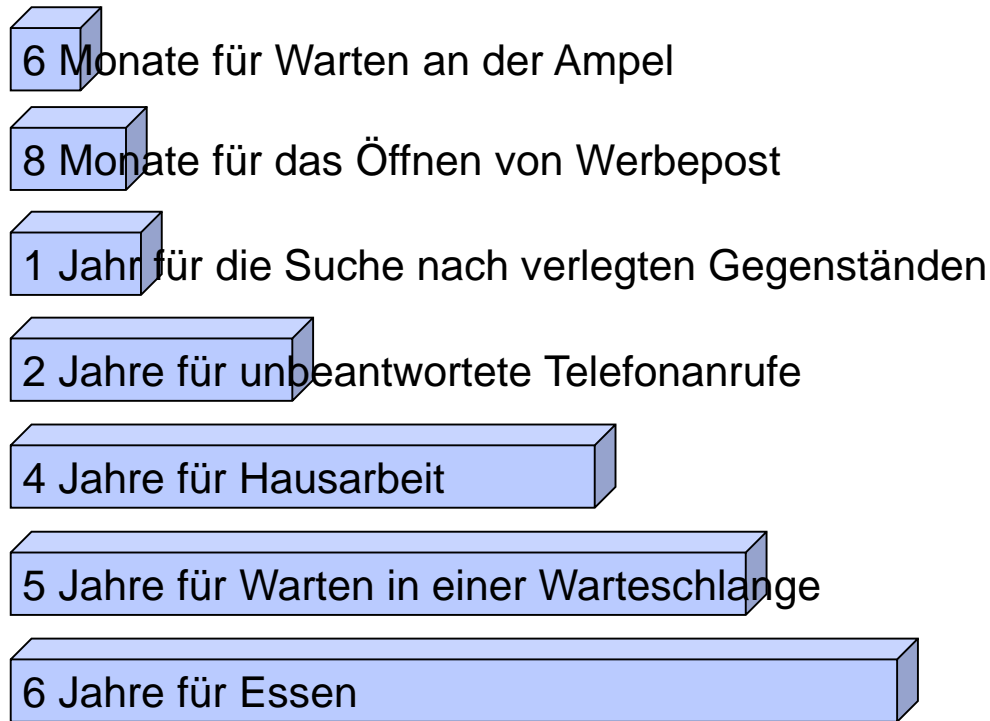 6 Monate für Warten an der Ampel
8 Monate für das Öffnen von Werbepost
1 Jahr für die Suche nach verlegten Gegenständen
2 Jahre für unbeantwortete Telefonanrufe
4 Jahre für Hausarbeit
5 Jahre für Warten in einer Warteschlange
6 Jahre für Essen